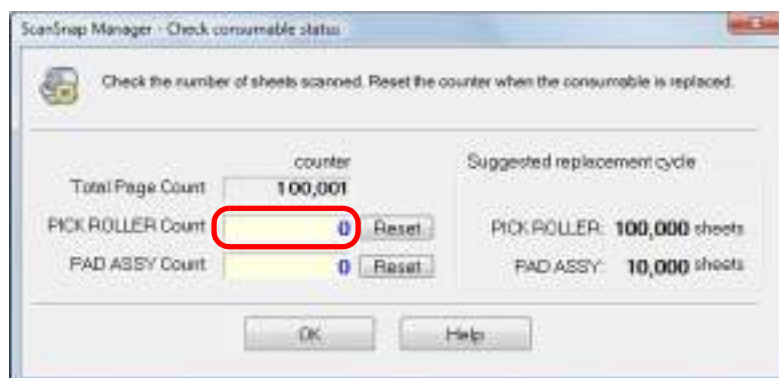 ScanSnap Manager - Check consumable status
Check the number of sheets scanned. Reset the counter when the consumable is replaced.
counter
Suggested replacement cycle
Total Page Count 100,001
PICK ROLLER Count 0 Reset PICK ROLLER: 100,000 sheets
PAD ASSY Count 0 Reset PAD ASSY: 10,000 sheets
OK Help